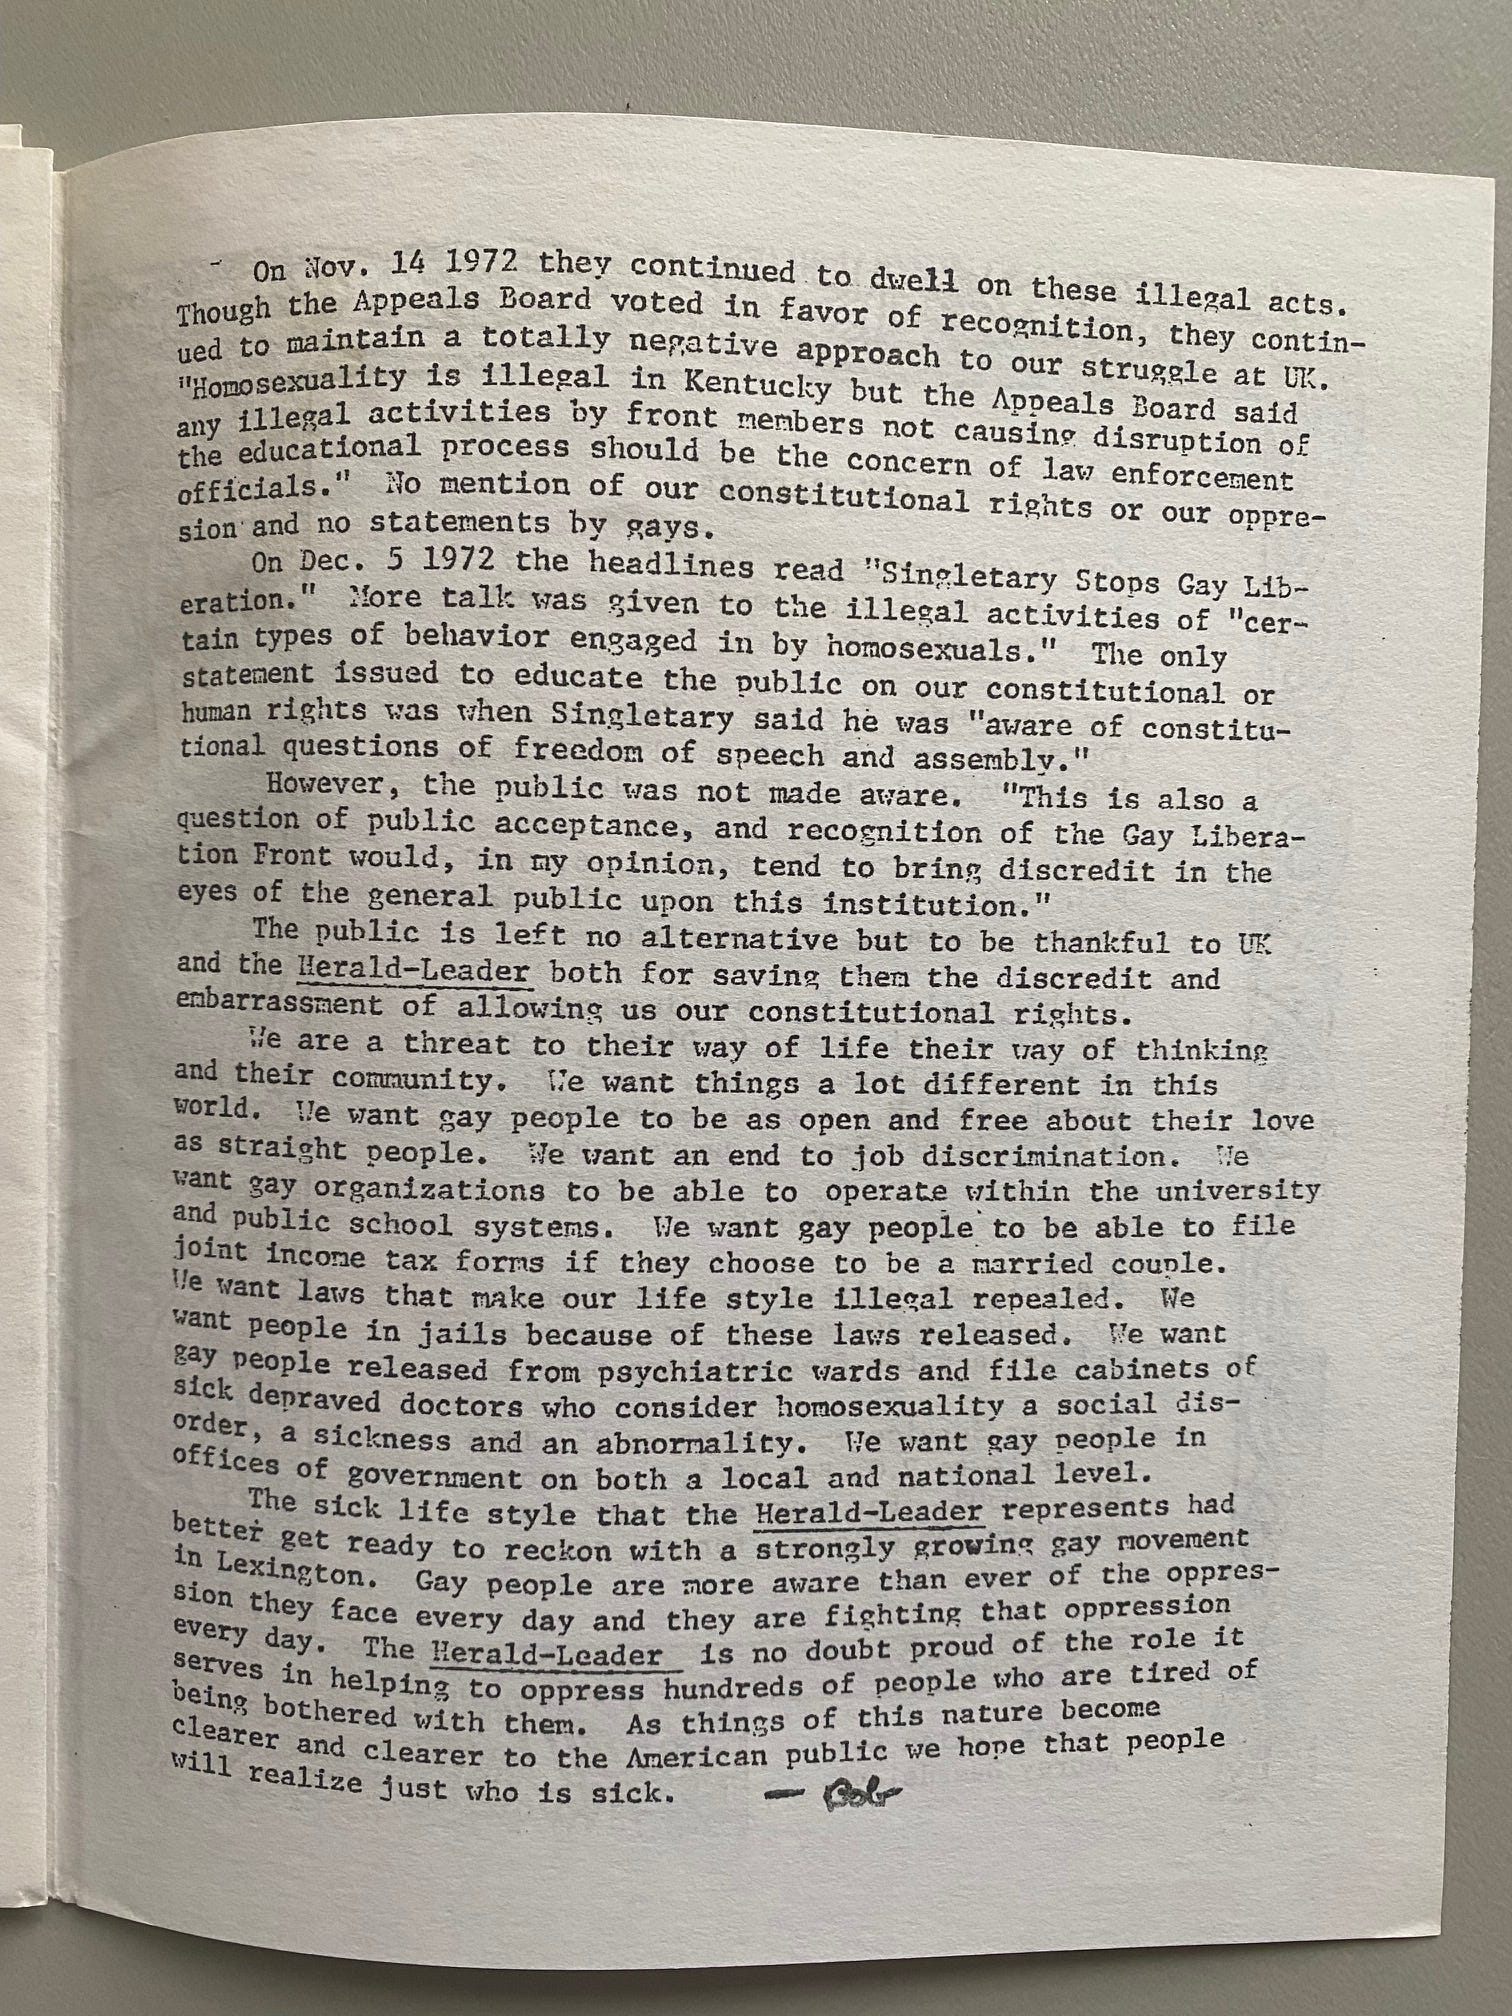 On Nov. 14 1972 they continued to dwell on these illegal acts.
Though the Appeals Board voted in favor of recognition, they contin-
ued to maintain a totally negative approach to our struggle at UK.
"Homosexuality is illegal in Kentucky but the Appeals Board said
any illegal activities by front members not causing disruption of
the educational process should be the concern of law enforcement
officials." No mention of our constitutional rights or our oppre-
sion and no statements by gays.
On Dec. 5 1972 the headlines read "Singletary Stops Gay Lib-
eration." More talk was given to the illegal activities of "cer-
tain types of behavior engaged in by homosexuals." The only
statement issued to educate the public on our constitutional or
human rights was when Singletary said he was "aware of constitu-
tional questions of freedom of speech and assembly."
However, the public was not made aware. "This is also a
question of public acceptance, and recognition of the Gay Libera-
tion Front would, in my opinion, tend to bring discredit in the
eyes of the general public upon this institution."
The public is left no alternative but to be thankful to UK
and the Herald-Leader both for saving them the discredit and
embarrassment of allowing us our constitutional rights.
We are a threat to their way of life their way of thinking
and their community. We want things a lot different in this
world. We want gay people to be as open and free about their love
as straight people. We want an end to job discrimination. We
want gay organizations to be able to operate within the university
and public school systems. We want gay people to be able to file
joint income tax forms if they choose to be a married couple.
We want laws that make our life style illegal repealed. We
want people in jails because of these laws released. We want
gay people released from psychiatric wards and file cabinets of
sick depraved doctors who consider homosexuality a social dis-
order, a sickness and an abnormality. We want gay people in
offices of government on both a local and national level.
The sick life style that the Herald-Leader represents had
better get ready to reckon with a strongly growing gay movement
in Lexington. Gay people are more aware than ever of the oppres-
sion they face every day and they are fighting that oppression
every day. The Herald-Leader is no doubt proud of the role it
serves in helping to oppress hundreds of people who are tired of
being bothered with them. As things of this nature become
clearer and clearer to the American public we hope that people
will realize just who is sick. — Bob